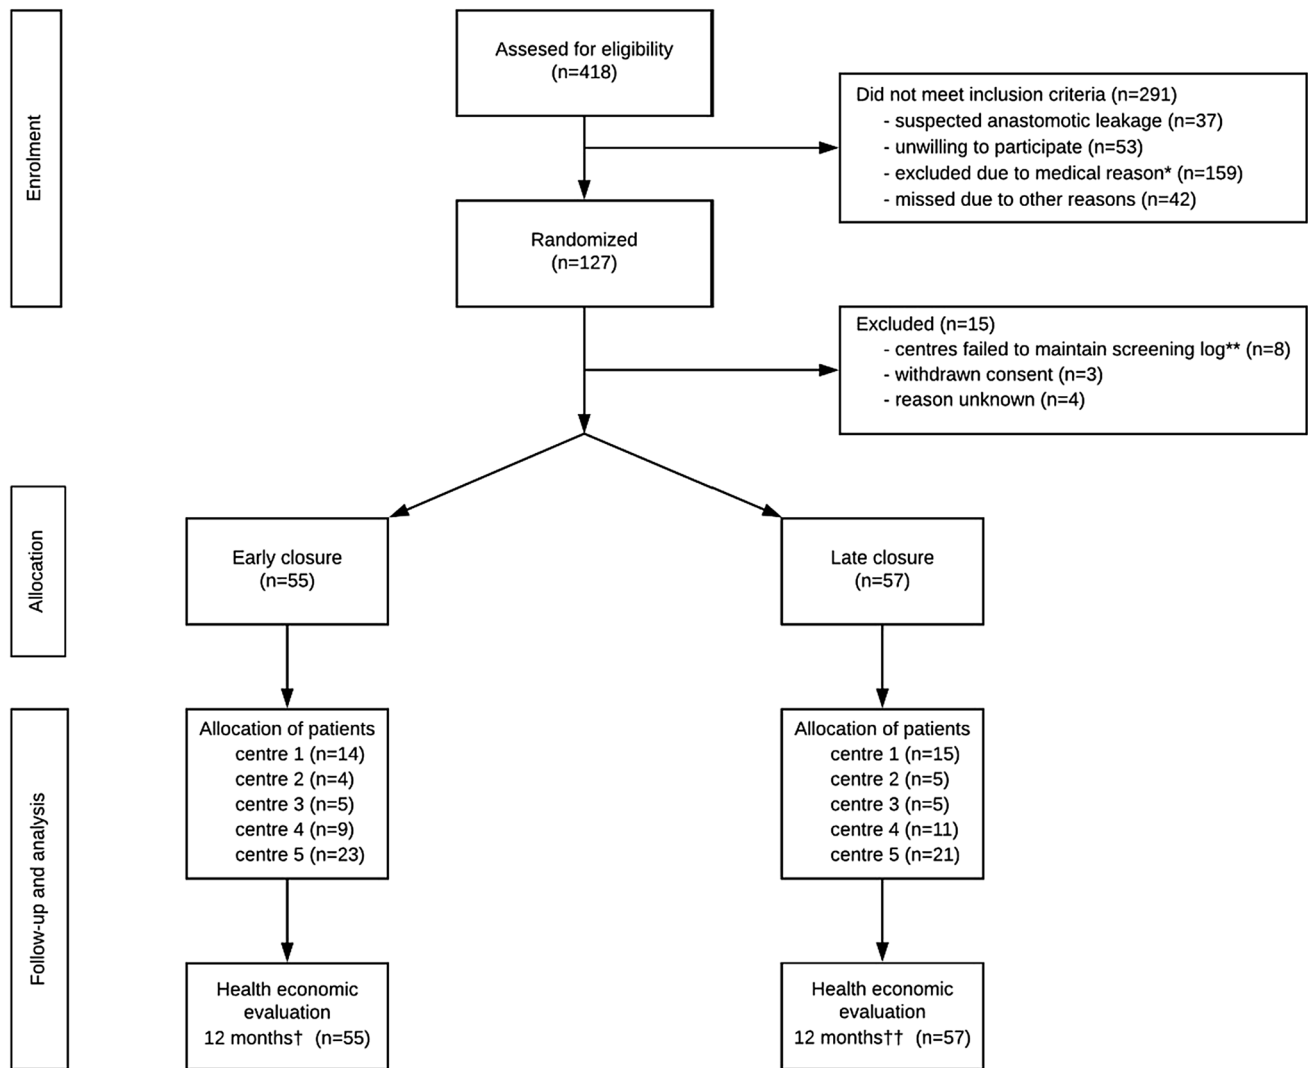 Enrolment
Assesed for eligibility
(n=418)
Did not meet inclusion criteria (n=291)
- suspected anastomotic leakage (n=37)
- unwilling to participate (n=53)
- excluded due to medical reason* (n=159)
- missed due to other reasons (n=42)
Randomized
(n=127)
Excluded (n=15)
- centres failed to maintain screening log** (n=8)
- withdrawn consent (n=3)
- reason unknown (n=4)
Allocation
Early closure
(n=55)
Late closure
(n=57)
Follow-up and analysis
Allocation of patients
centre 1 (n=14)
centre 2 (n=4)
centre 3 (n=5)
centre 4 (n=9)
centre 5 (n=23)
Allocation of patients
centre 1 (n=15)
centre 2 (n=5)
centre 3 (n=5)
centre 4 (n=11)
centre 5 (n=21)
Health economic
evaluation
12 months† (n=55)
Health economic
evaluation
12 months†† (n=57)